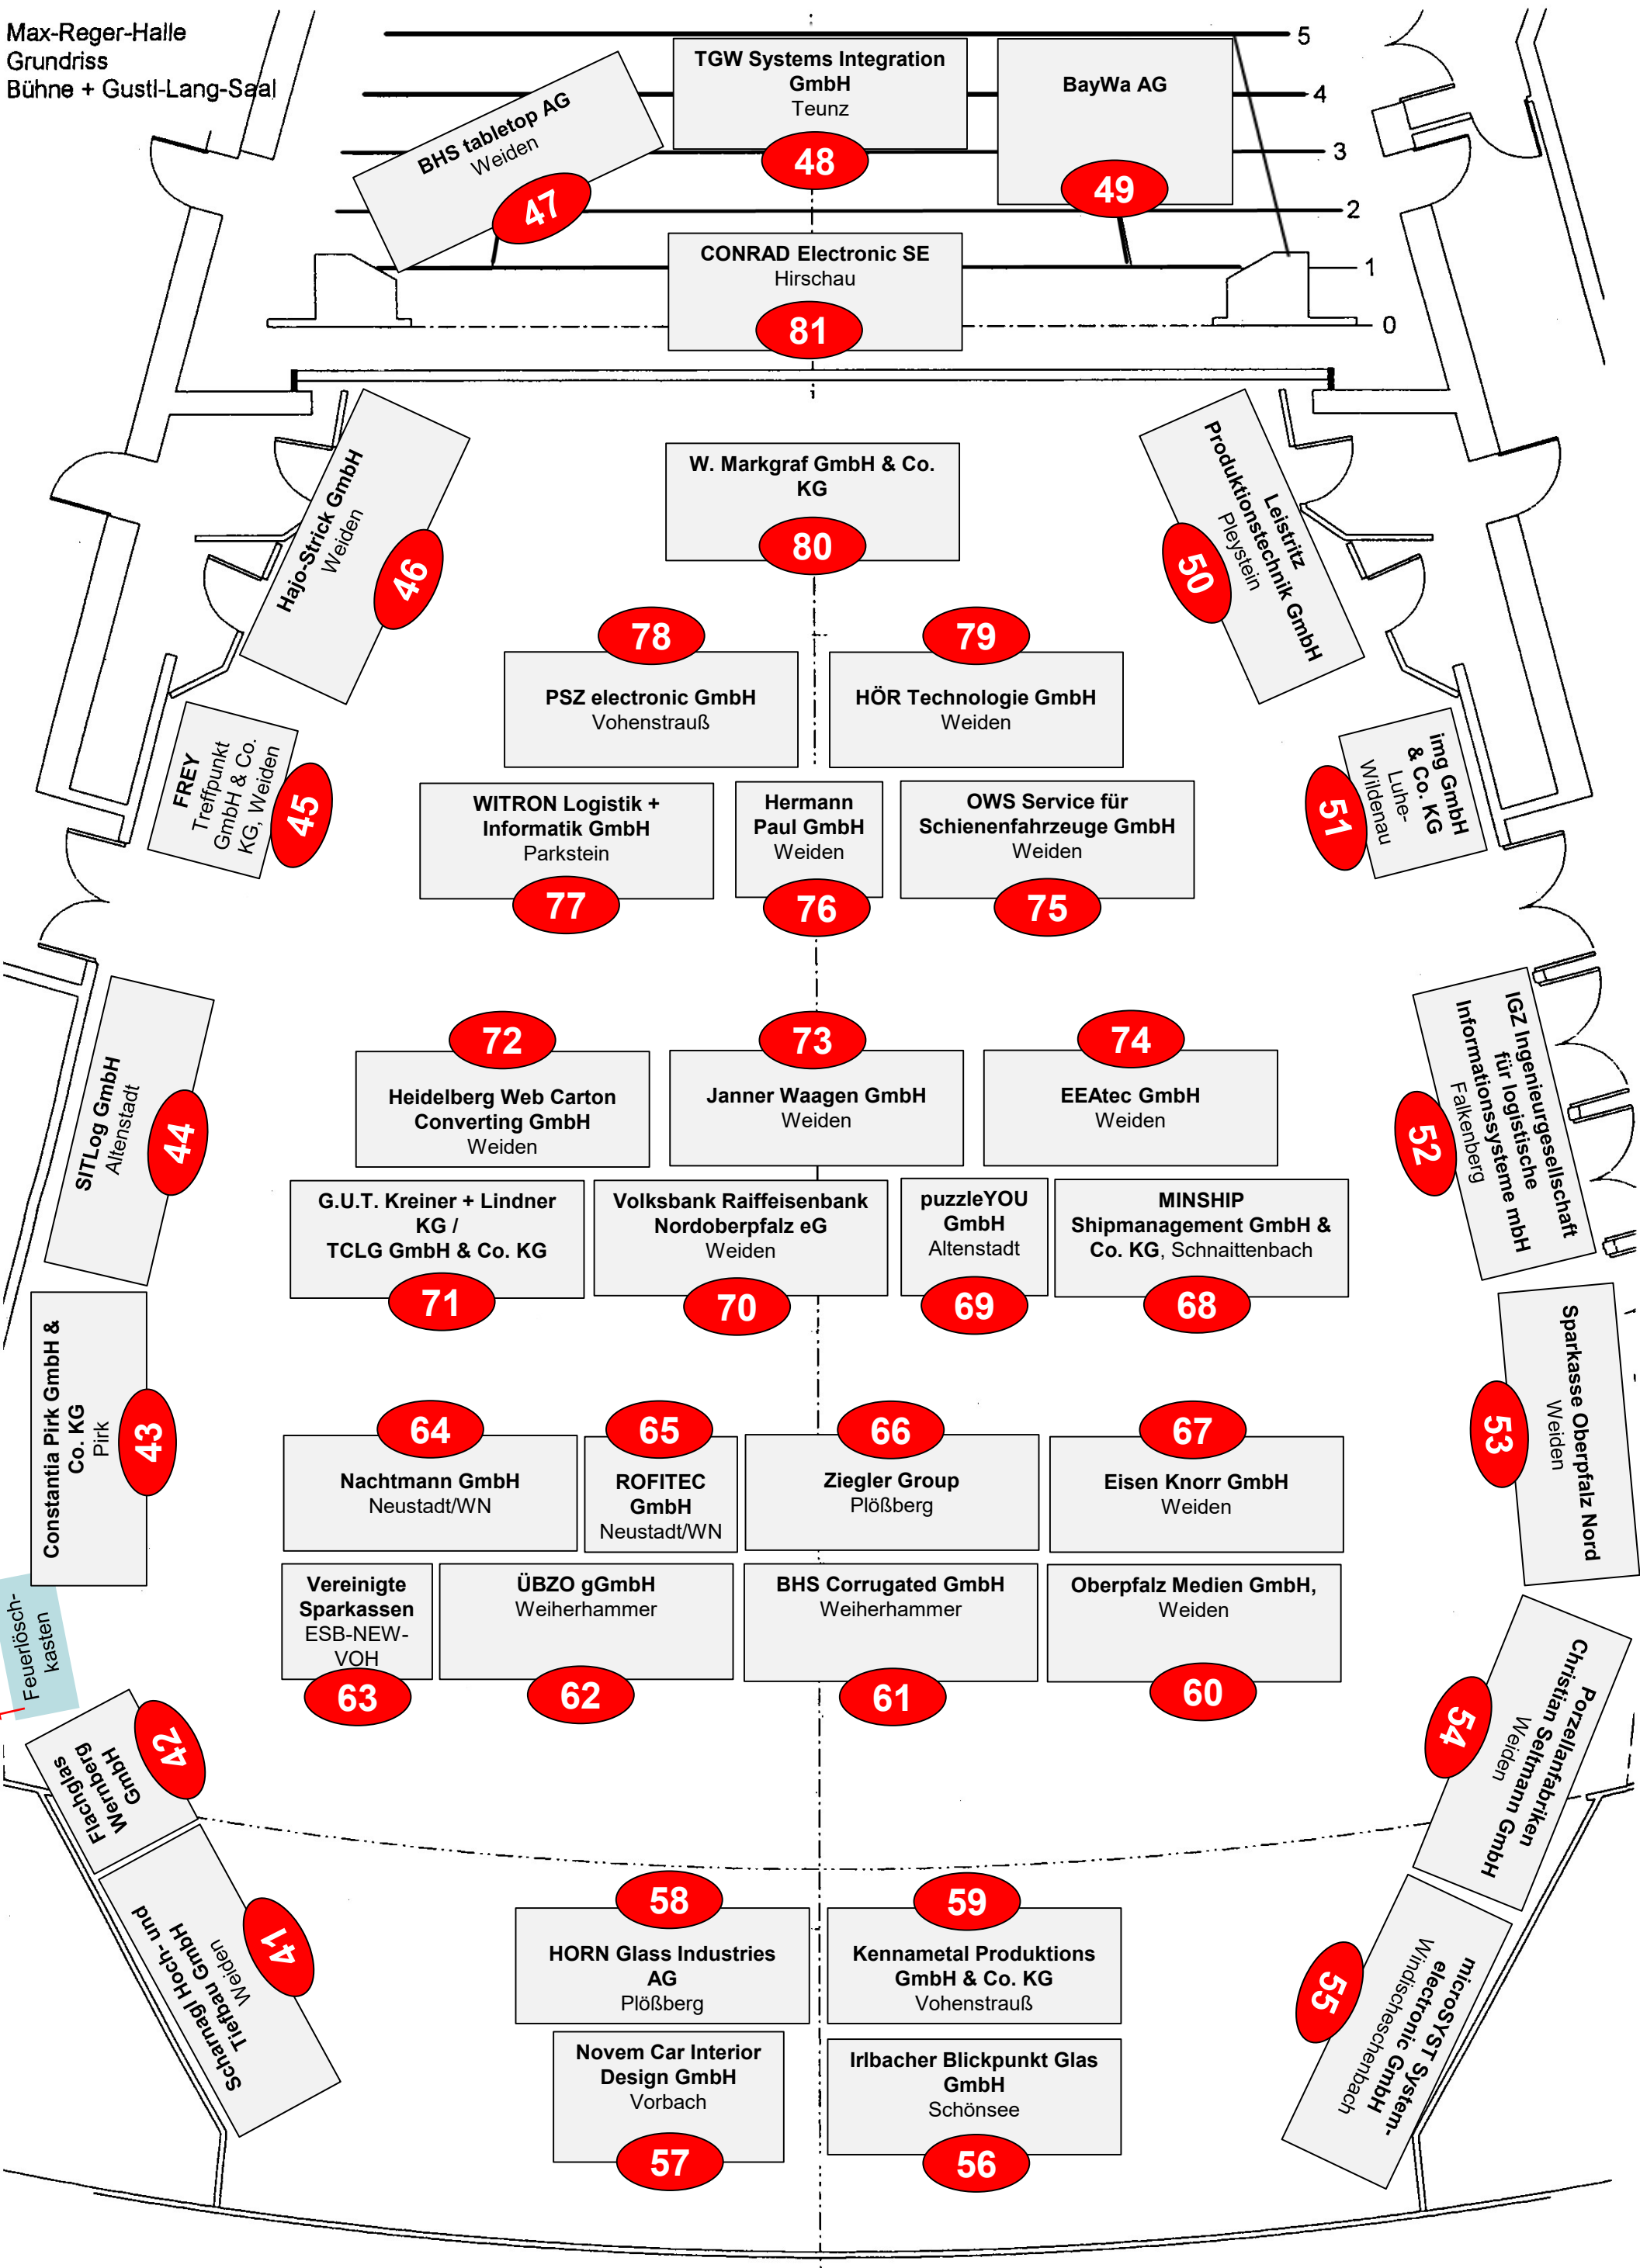 Max-Reger-Halle
Grundriss
Bühne + Gustl-Lang-Saal
5
4
3
2
1
0
BHS tabletop AG
Weiden
47
TGW Systems Integration
GmbH
Teunz
48
BayWa AG
49
CONRAD Electronic SE
Hirschau
81
W. Markgraf GmbH & Co.
KG
80
Hajo-Strick GmbH
Weiden
46
Leistritz
Produktionstechnik GmbH
Pleystein
50
78
PSZ electronic GmbH
Vohenstrauß
79
HÖR Technologie GmbH
Weiden
FREY
Treffpunkt
GmbH & Co.
KG, Weiden
45
img GmbH
& Co. KG
Luhe-
Wildenau
51
WITRON Logistik +
Informatik GmbH
Parkstein
77
Hermann
Paul GmbH
Weiden
76
OWS Service für
Schienenfahrzeuge GmbH
Weiden
75
SITLog GmbH
Altenstadt
44
72
Heidelberg Web Carton
Converting GmbH
Weiden
73
Janner Waagen GmbH
Weiden
74
EEAtec GmbH
Weiden
IGZ Ingenieurgesellschaft
für logistische
Informationssysteme mbH
Falkenberg
52
G.U.T. Kreiner + Lindner
KG /
TCLG GmbH & Co. KG
71
Volksbank Raiffeisenbank
Nordoberpfalz eG
Weiden
70
puzzleYOU
GmbH
Altenstadt
69
MINSHIP
Shipmanagement GmbH &
Co. KG, Schnaittenbach
68
Constantia Pirk GmbH &
Co. KG
Pirk
43
Sparkasse Oberpfalz Nord
Weiden
53
64
Nachtmann GmbH
Neustadt/WN
65
ROFITEC
GmbH
Neustadt/WN
66
Ziegler Group
Plößberg
67
Eisen Knorr GmbH
Weiden
Vereinigte
Sparkassen
ESB-NEW-
VOH
63
ÜBZO gGmbH
Weiherhammer
62
BHS Corrugated GmbH
Weiherhammer
61
Oberpfalz Medien GmbH,
Weiden
60
Feuerlösch-
kasten
Flachglas
Wernberg
GmbH
42
Porzellanfabriken
Christian Seltmann GmbH
Weiden
54
Scharnagl Hoch- und
Tiefbau GmbH
Weiden
41
58
HORN Glass Industries
AG
Plößberg
59
Kennametal Produktions
GmbH & Co. KG
Vohenstrauß
microSYST System-
electronic GmbH
Windischeschenbach
55
Novem Car Interior
Design GmbH
Vorbach
57
Irlbacher Blickpunkt Glas
GmbH
Schönsee
56